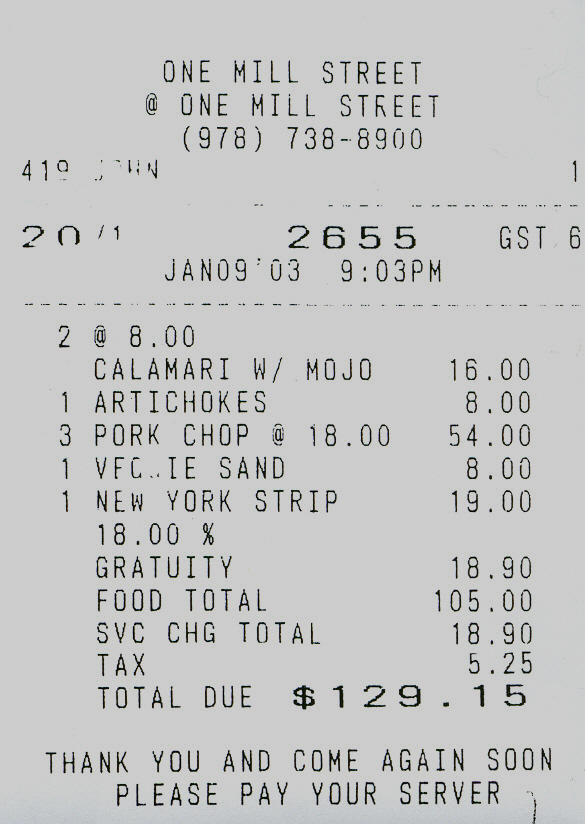 ONE MILL STREET
@ ONE MILL STREET
(978) 738-8900
419 JOHN 1
20/1 2655 GST 6
JAN09'03 9:03PM
2 @ 8.00
CALAMARI W/ MOJO 16.00
1 ARTICHOKES 8.00
3 PORK CHOP @ 18.00 54.00
1 SAND 8.00
1 NEW YORK STRIP 19.00
18.00 %
GRATUITY 18.90
FOOD TOTAL 105.00
SVC CHG TOTAL 18.90
TAX 5.25
TOTAL DUE $129.15
THANK YOU AND COME AGAIN SOON
PLEASE PAY YOUR SERVER